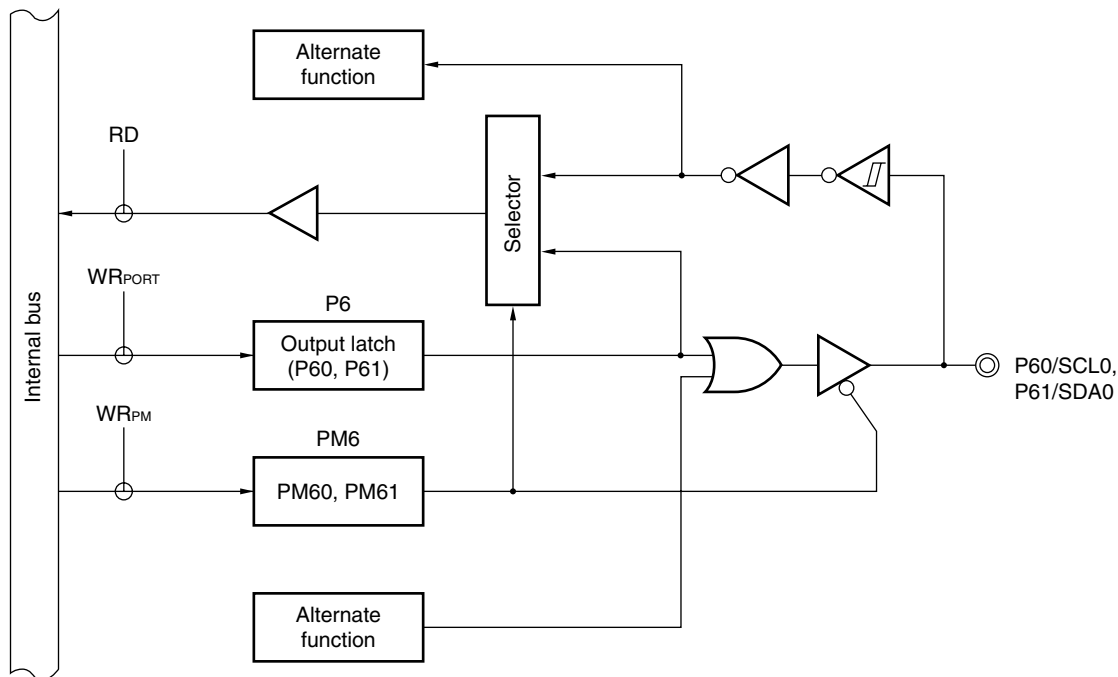 Alternate
function
RD
Selector
WRPORT
P6
Output latch
(P60, P61)
Internal bus
P60/SCL0,
P61/SDA0
WRPM
PM6
PM60, PM61
Alternate
function